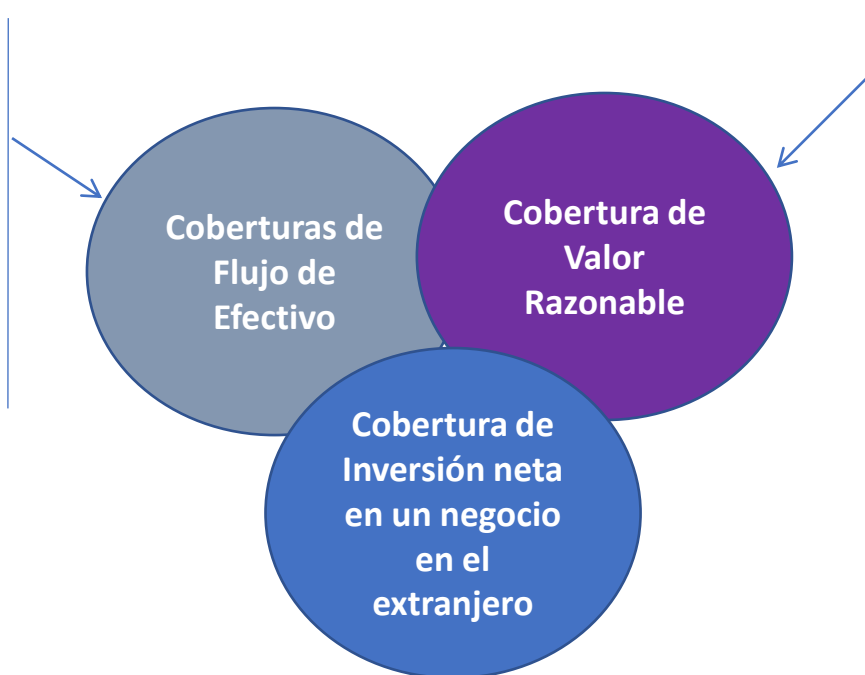 Coberturas de
Flujo de
Efectivo
Cobertura de
Valor
Razonable
Cobertura de
Inversión neta
en un negocio
en el
extranjero